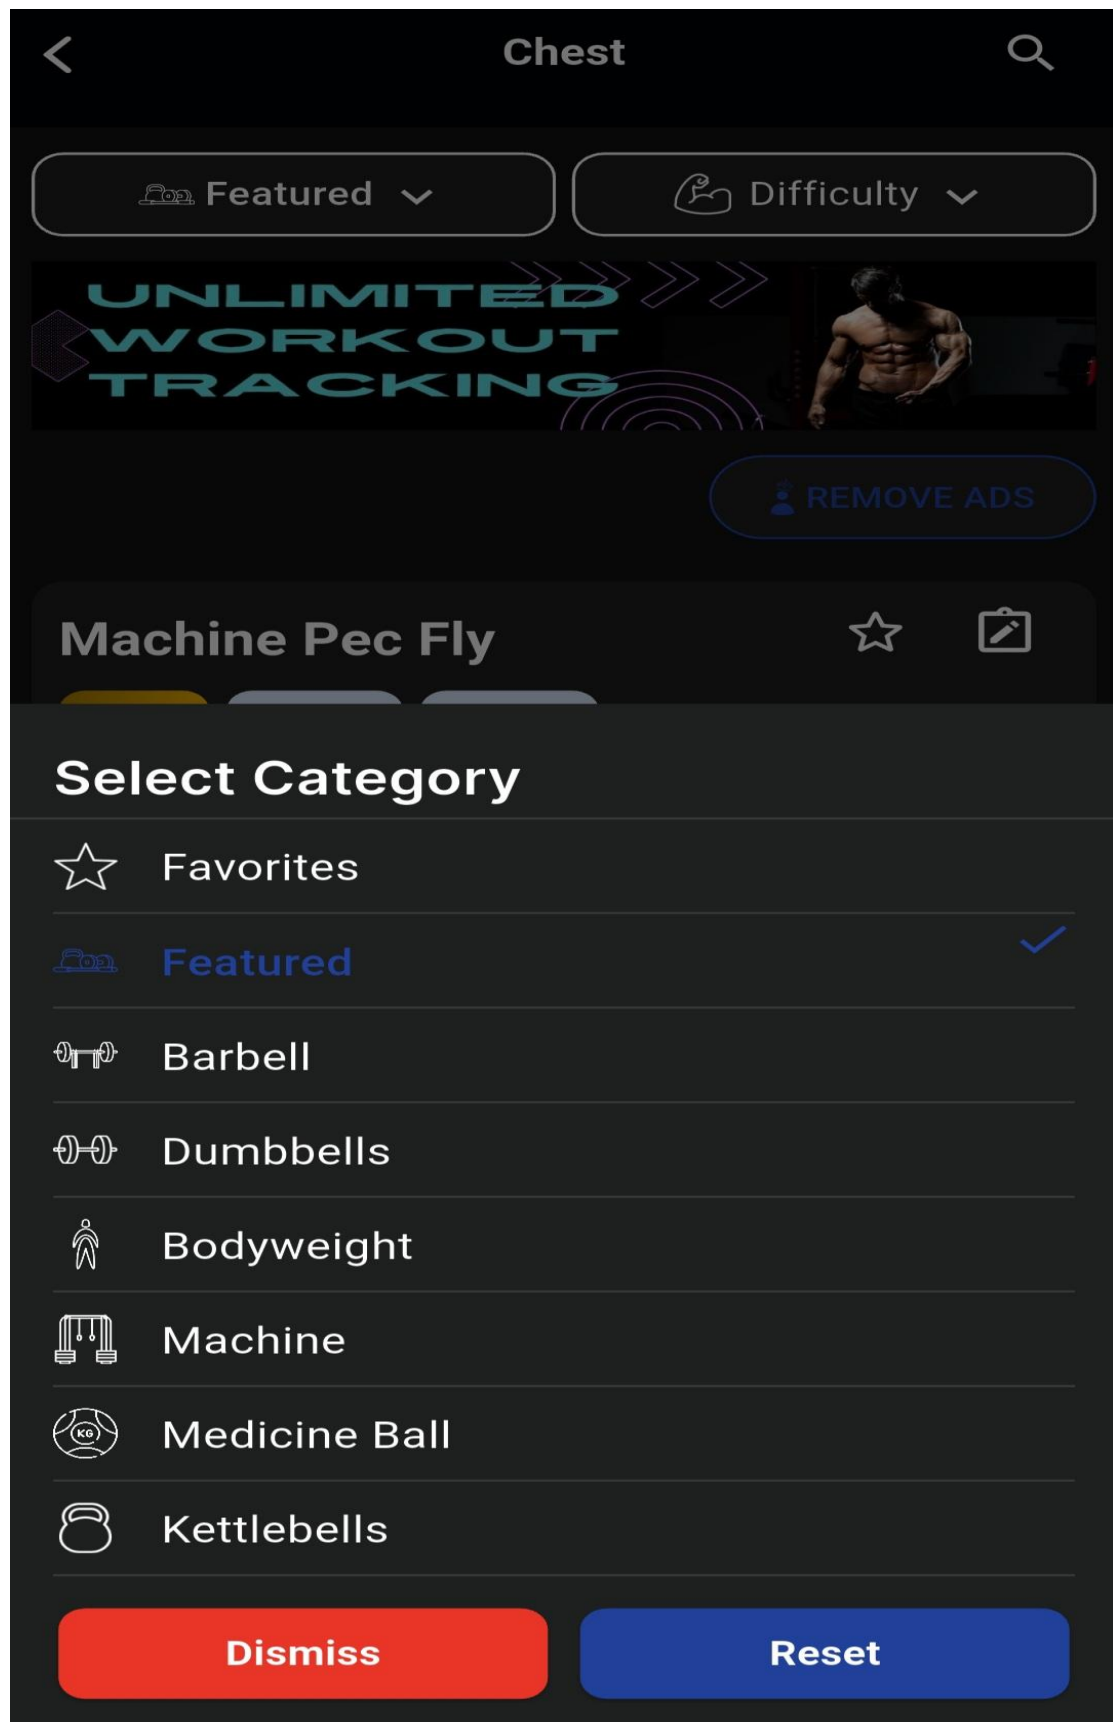 Chest
Featured
Difficulty
UNLIMITED
WORKOUT
TRACKING
REMOVE ADS
Machine Pec Fly
Select Category
Favorites
Featured
Barbell
Dumbbells
Bodyweight
Machine
KG
Medicine Ball
Kettlebells
Dismiss
Reset